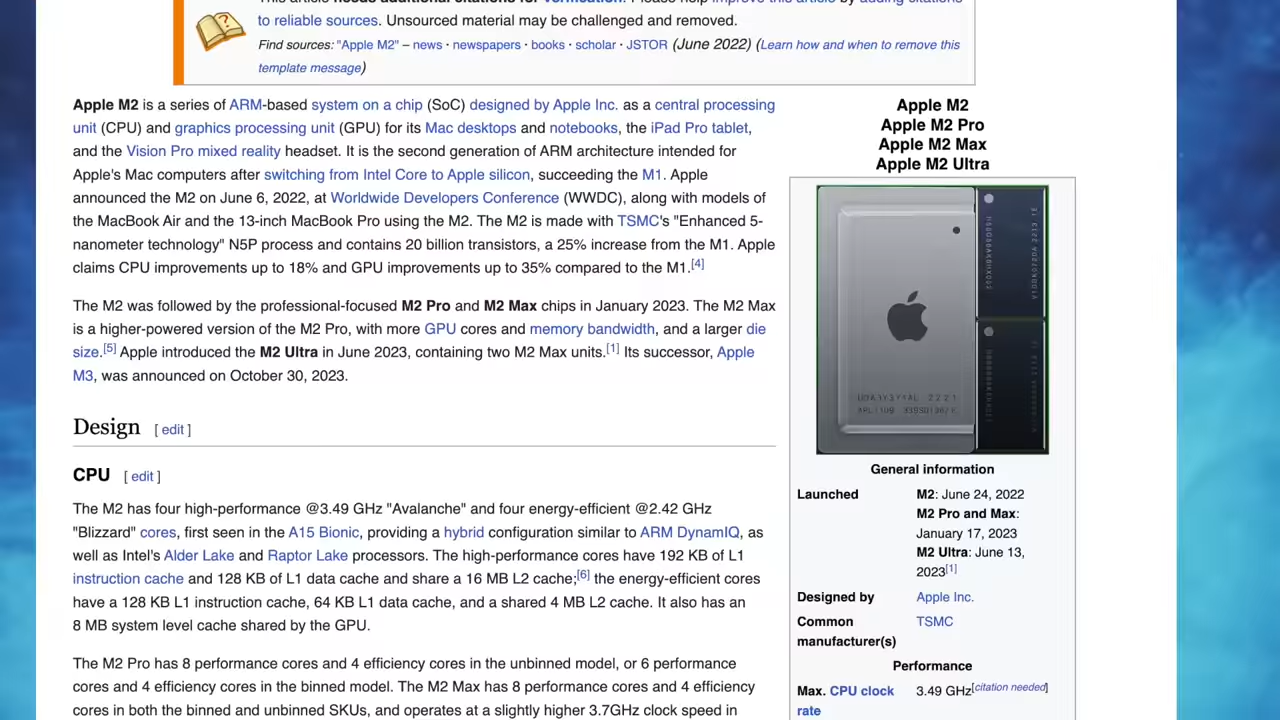 This article needs additional citations for verification. Please help improve this article by adding citations
to reliable sources. Unsourced material may be challenged and removed.
Find sources: "Apple M2" – news · newspapers · books · scholar · JSTOR (June 2022) (Learn how and when to remove this
template message)
Apple M2 is a series of ARM-based system on a chip (SoC) designed by Apple Inc. as a central processing
unit (CPU) and graphics processing unit (GPU) for its Mac desktops and notebooks, the iPad Pro tablet,
and the Vision Pro mixed reality headset. It is the second generation of ARM architecture intended for
Apple's Mac computers after switching from Intel Core to Apple silicon, succeeding the M1. Apple
announced the M2 on June 6, 2022, at Worldwide Developers Conference (WWDC), along with models of
the MacBook Air and the 13-inch MacBook Pro using the M2. The M2 is made with TSMC's "Enhanced 5-
nanometer technology" N5P process and contains 20 billion transistors, a 25% increase from the M1. Apple
claims CPU improvements up to 18% and GPU improvements up to 35% compared to the M1.[4]
The M2 was followed by the professional-focused M2 Pro and M2 Max chips in January 2023. The M2 Max
is a higher-powered version of the M2 Pro, with more GPU cores and memory bandwidth, and a larger die
size.[5] Apple introduced the M2 Ultra in June 2023, containing two M2 Max units.[1] Its successor, Apple
M3, was announced on October 30, 2023.
Design [ edit ]
CPU [ edit ]
The M2 has four high-performance @3.49 GHz "Avalanche" and four energy-efficient @2.42 GHz
"Blizzard" cores, first seen in the A15 Bionic, providing a hybrid configuration similar to ARM DynamIQ, as
well as Intel's Alder Lake and Raptor Lake processors. The high-performance cores have 192 KB of L1
instruction cache and 128 KB of L1 data cache and share a 16 MB L2 cache;[6] the energy-efficient cores
have a 128 KB L1 instruction cache, 64 KB L1 data cache, and a shared 4 MB L2 cache. It also has an
8 MB system level cache shared by the GPU.
The M2 Pro has 8 performance cores and 4 efficiency cores in the unbinned model, or 6 performance
cores and 4 efficiency cores in the binned model. The M2 Max has 8 performance cores and 4 efficiency
cores in both the binned and unbinned SKUs, and operates at a slightly higher 3.7GHz clock speed in
Apple M2
Apple M2 Pro
Apple M2 Max
Apple M2 Ultra
General information
Launched M2: June 24, 2022
M2 Pro and Max:
January 17, 2023
M2 Ultra: June 13,
2023[1]
Designed by Apple Inc.
Common TSMC
manufacturer(s)
Performance
Max. CPU clock 3.49 GHz[citation needed]
rate